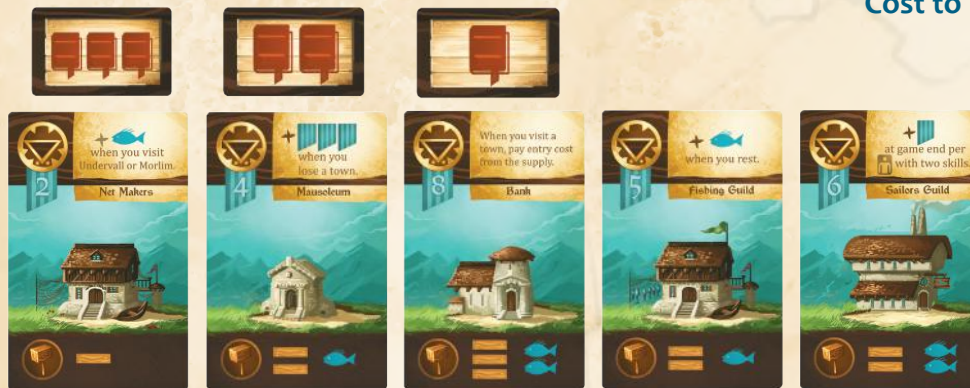 Cost to
when you visit
Undervall or Morlim.
2
Net Makers
when you
lose a town.
4
Mausoleum
When you visit a
town, pay entry cost
from the supply.
8
Bank
when you rest.
5
Fishing Guild
at game end per
with two skills.
6
Sailors Guild